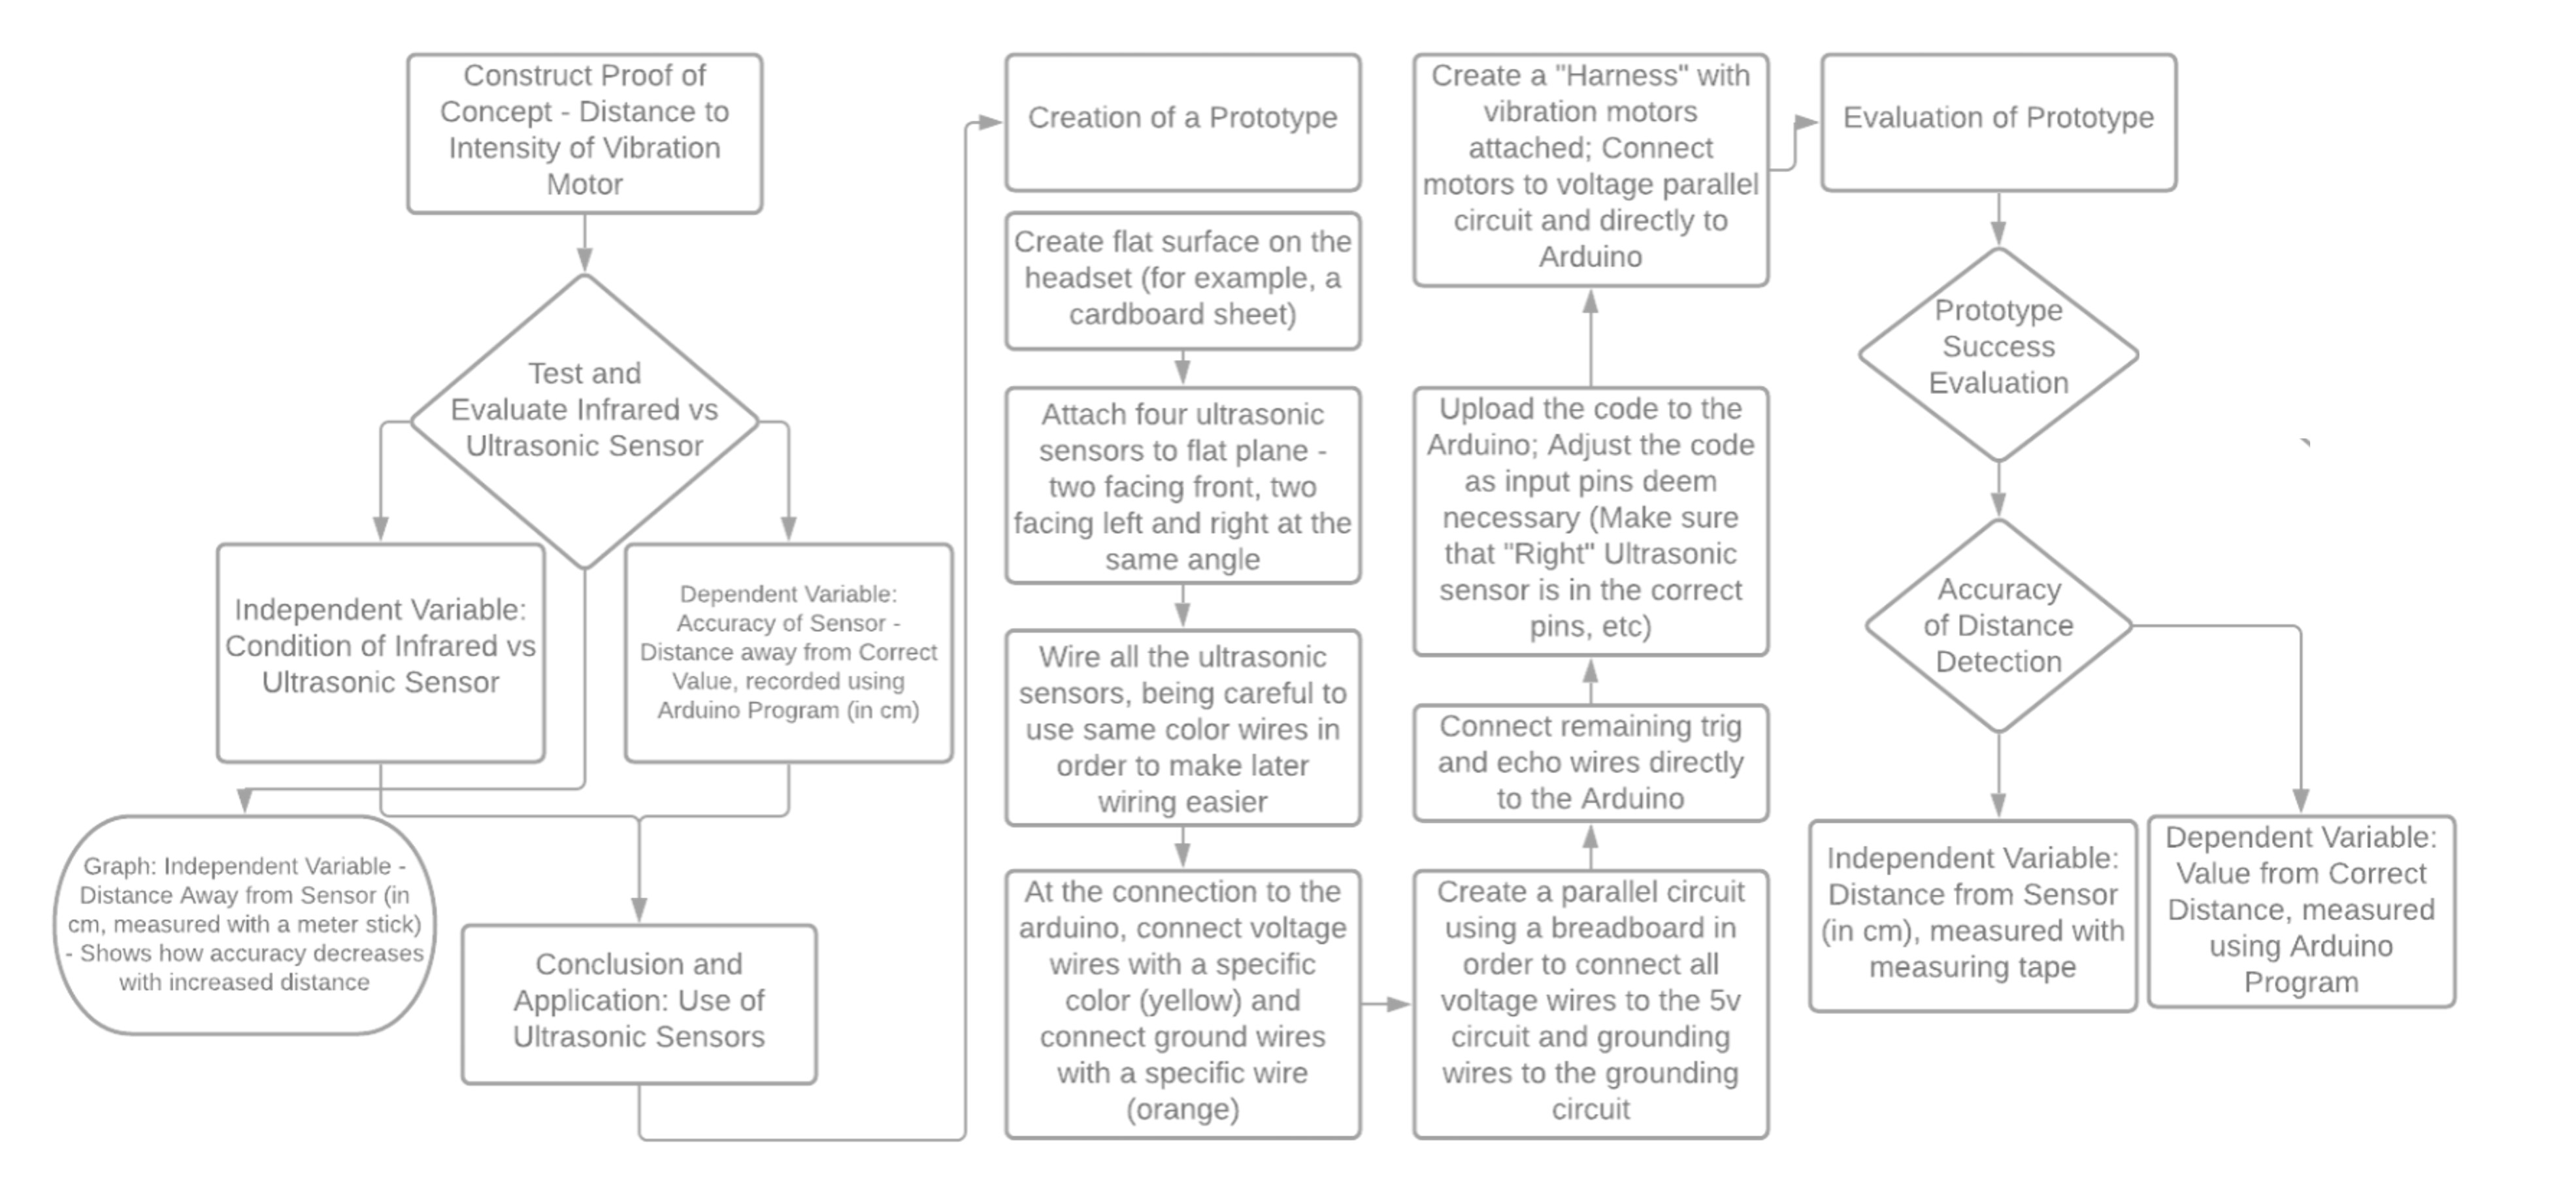 Construct Proof of
Concept - Distance to
Intensity of Vibration
Motor
Test and
Evaluate Infrared vs
Ultrasonic Sensor
Independent Variable:
Condition of Infrared vs
Ultrasonic Sensor
Dependent Variable:
Accuracy of Sensor -
Distance away from Correct
Value, recorded using
Arduino Program (in cm)
Graph: Independent Variable -
Distance Away from Sensor (in
cm, measured with a meter stick)
- Shows how accuracy decreases
with increased distance
Conclusion and
Application: Use of
Ultrasonic Sensors
Creation of a Prototype
Create flat surface on the
headset (for example, a
cardboard sheet)
Attach four ultrasonic
sensors to flat plane -
two facing front, two
facing left and right at the
same angle
Wire all the ultrasonic
sensors, being careful to
use same color wires in
order to make later
wiring easier
At the connection to the
arduino, connect voltage
wires with a specific
color (yellow) and
connect ground wires
with a specific wire
(orange)
Create a parallel circuit
using a breadboard in
order to connect all
voltage wires to the 5v
circuit and grounding
wires to the grounding
circuit
Connect remaining trig
and echo wires directly
to the Arduino
Upload the code to the
Arduino; Adjust the code
as input pins deem
necessary (Make sure
that "Right" Ultrasonic
sensor is in the correct
pins, etc)
Create a "Harness" with
vibration motors
attached; Connect
motors to voltage parallel
circuit and directly to
Arduino
Evaluation of Prototype
Prototype
Success
Evaluation
Accuracy
of Distance
Detection
Independent Variable:
Distance from Sensor
(in cm), measured with
measuring tape
Dependent Variable:
Value from Correct
Distance, measured
using Arduino
Program